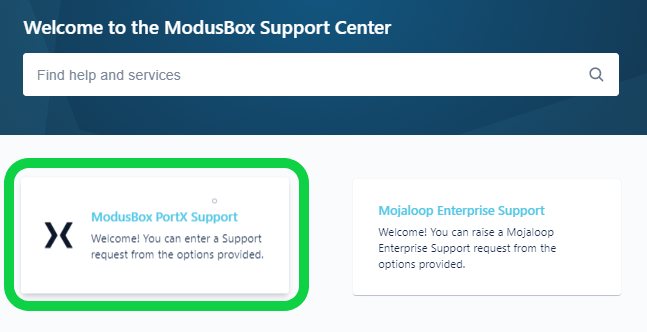 Welcome to the ModusBox Support Center
Find help and services
ModusBox PortX Support
Welcome! You can enter a Support
request from the options provided.
Mojaloop Enterprise Support
Welcome! You can raise a Mojaloop
Enterprise Support request from the
options provided.